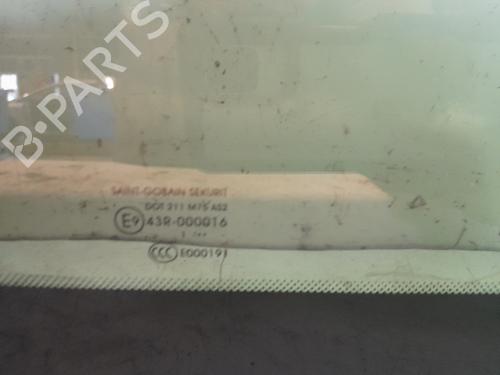 B-PARTS
SAINT-GOBAIN SEKURIT
DOT 211 M75 AS2
E9 43R-000016
CCC E000191